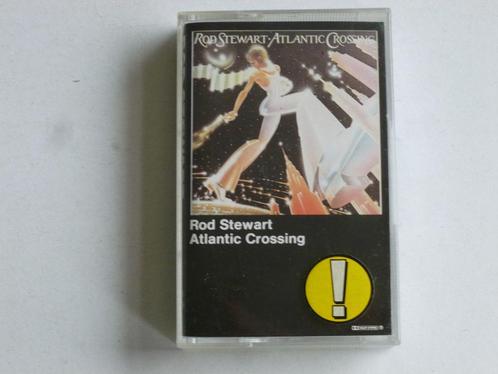 ROD STEWART · ATLANTIC CROSSING
Rod Stewart
Atlantic Crossing
!